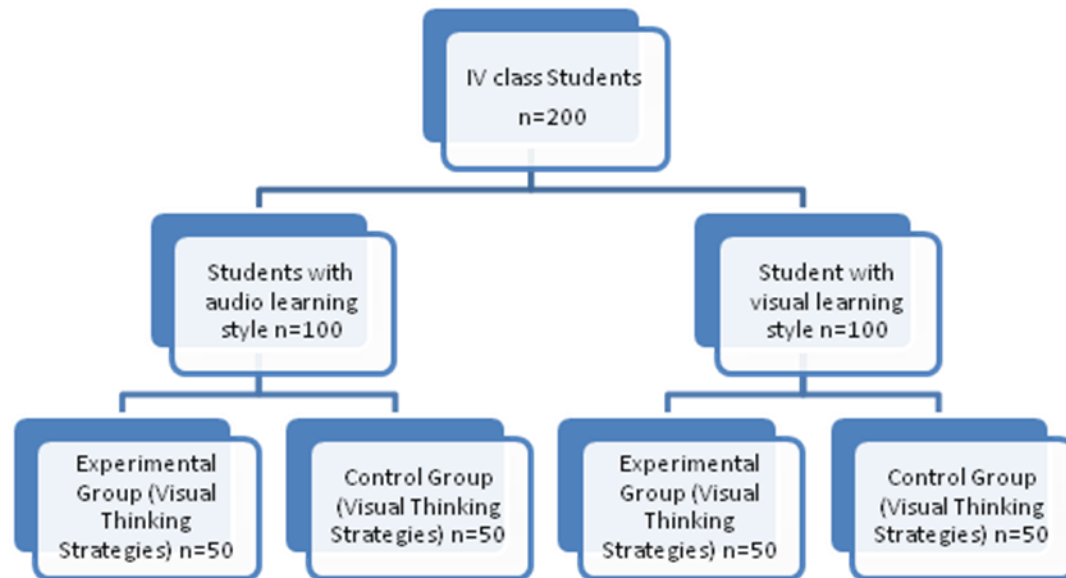 IV class Students
n=200
Students with
audio learning
style n=100
Student with
visual learning
style n=100
Experimental
Group (Visual
Thinking
Strategies) n=50
Control Group
(Visual Thinking
Strategies) n=50
Experimental
Group (Visual
Thinking
Strategies) n=50
Control Group
(Visual Thinking
Strategies) n=50